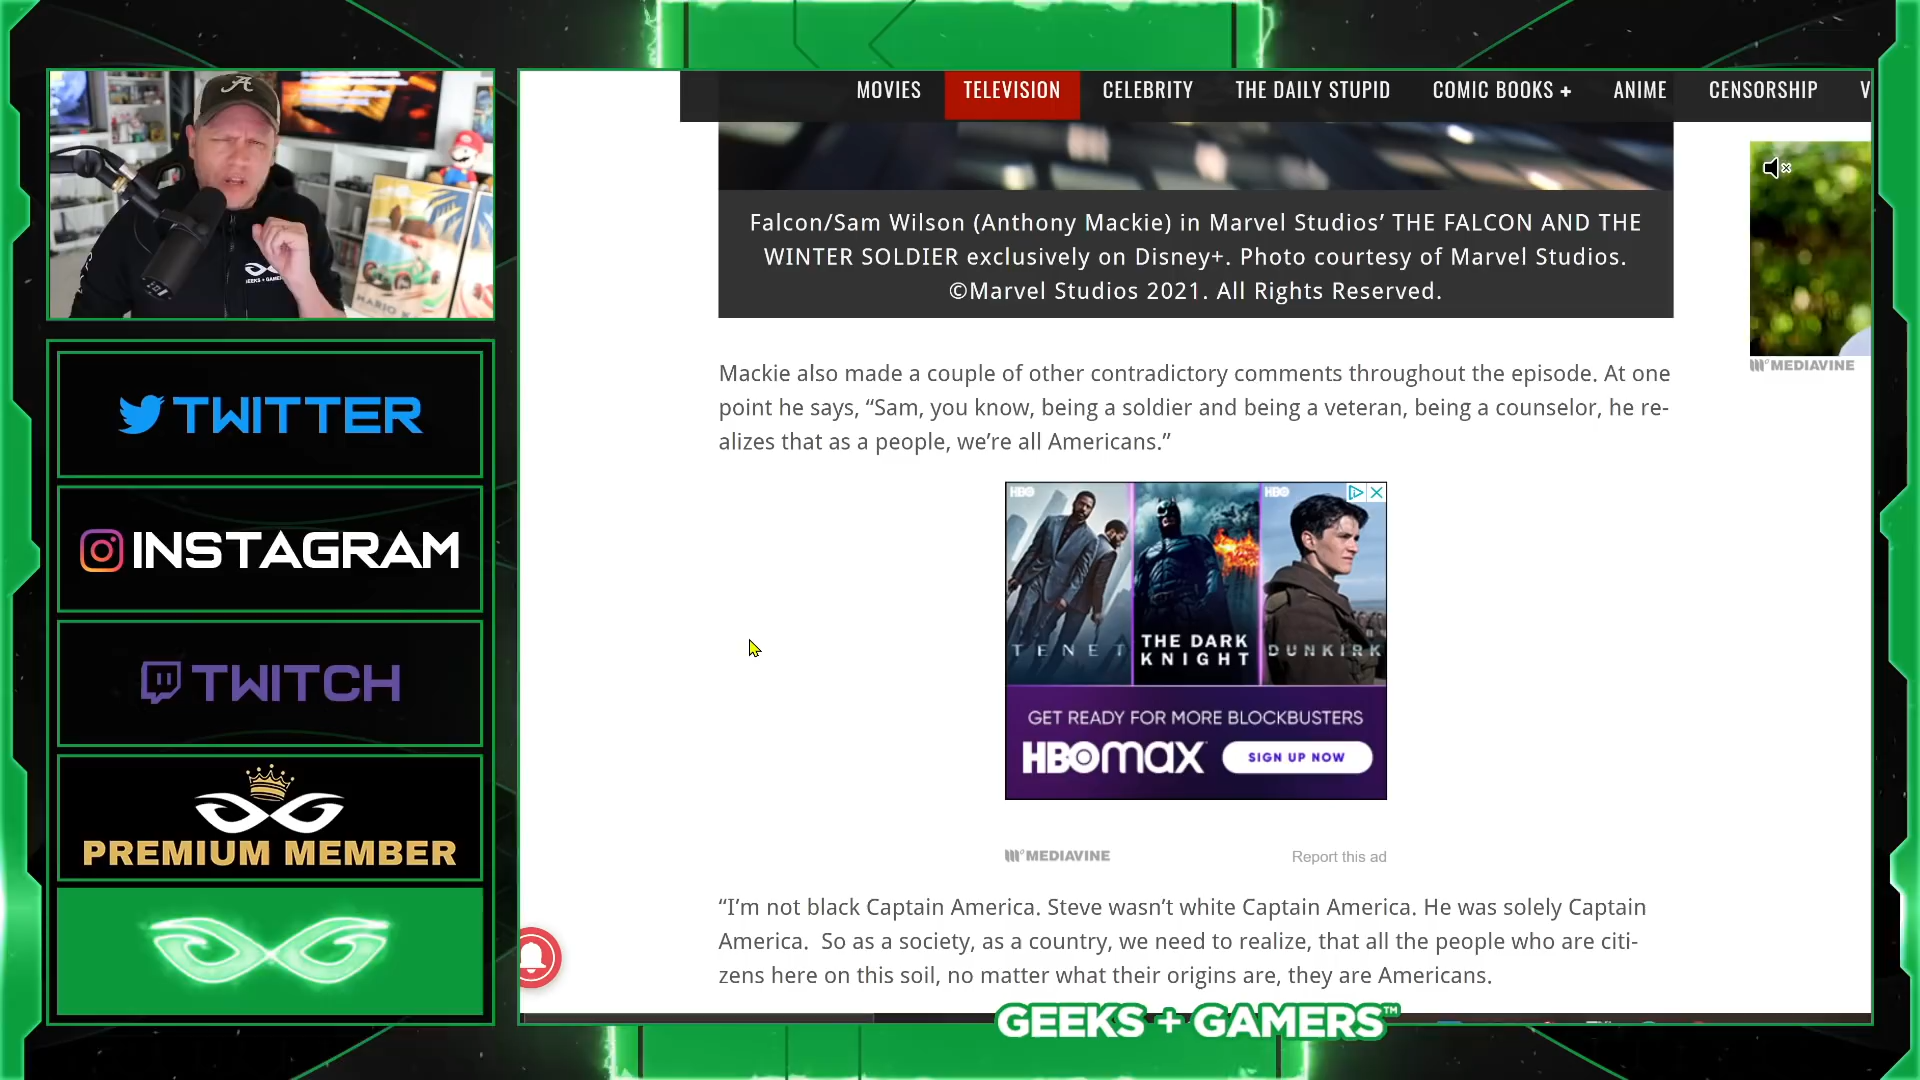 MOVIES TELEVISION CELEBRITY THE DAILY STUPID COMIC BOOKS + ANIME CENSORSHIP V
Falcon/Sam Wilson (Anthony Mackie) in Marvel Studios’ THE FALCON AND THE
WINTER SOLDIER exclusively on Disney+. Photo courtesy of Marvel Studios.
©Marvel Studios 2021. All Rights Reserved.
A
GEEKS + GAMERS
MARIO K
MEDIAVINE
Mackie also made a couple of other contradictory comments throughout the episode. At one
point he says, “Sam, you know, being a soldier and being a veteran, being a counselor, he re-
alizes that as a people, we’re all Americans.”
TWITTER
INSTAGRAM
TWITCH
PREMIUM MEMBER
HBO
HBO
TENET
THE DARK
KNIGHT
DUNKIRK
GET READY FOR MORE BLOCKBUSTERS
HBOMAX SIGN UP NOW
MEDIAVINE Report this ad
“I’m not black Captain America. Steve wasn’t white Captain America. He was solely Captain
America.  So as a society, as a country, we need to realize, that all the people who are citi-
zens here on this soil, no matter what their origins are, they are Americans.
GEEKS + GAMERS™